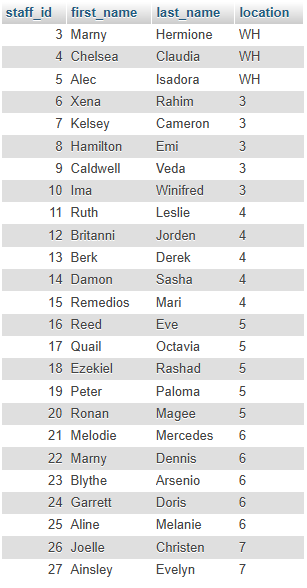 staff_id first_name last_name location
3 Marny Hermione WH
4 Chelsea Claudia WH
5 Alec Isadora WH
6 Xena Rahim 3
7 Kelsey Cameron 3
8 Hamilton Emi 3
9 Caldwell Veda 3
10 Ima Winifred 3
11 Ruth Leslie 4
12 Britanni Jorden 4
13 Berk Derek 4
14 Damon Sasha 4
15 Remedios Mari 4
16 Reed Eve 5
17 Quail Octavia 5
18 Ezekiel Rashad 5
19 Peter Paloma 5
20 Ronan Magee 5
21 Melodie Mercedes 6
22 Marny Dennis 6
23 Blythe Arsenio 6
24 Garrett Doris 6
25 Aline Melanie 6
26 Joelle Christen 7
27 Ainsley Evelyn 7